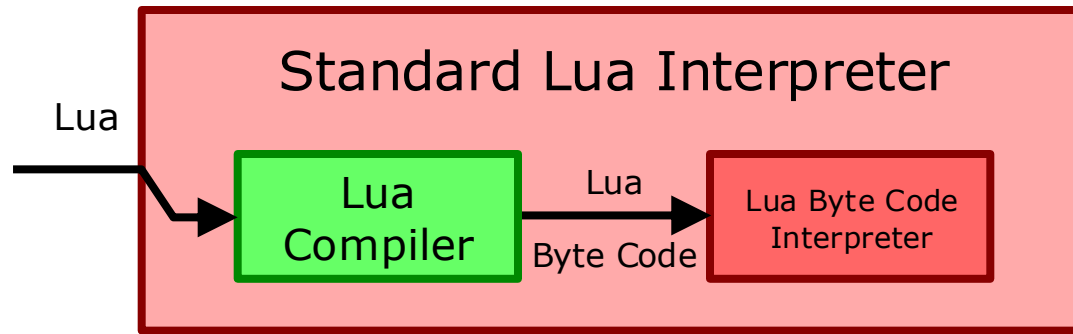 Standard Lua Interpreter
Lua
Lua
Compiler
Lua
Byte Code
Lua Byte Code
Interpreter